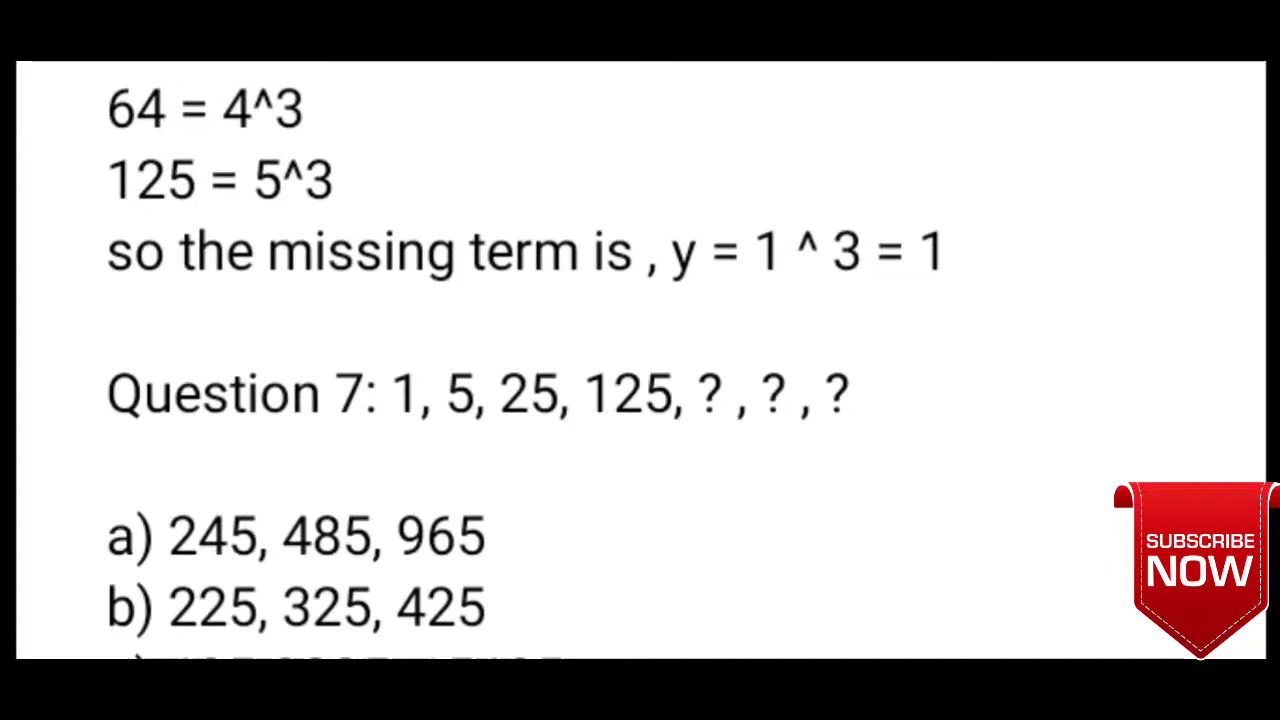 64 = 4^3
125 = 5^3
so the missing term is , y = 1 ^ 3 = 1
Question 7: 1, 5, 25, 125, ? , ? , ?
a) 245, 485, 965
b) 225, 325, 425
SUBSCRIBE
NOW